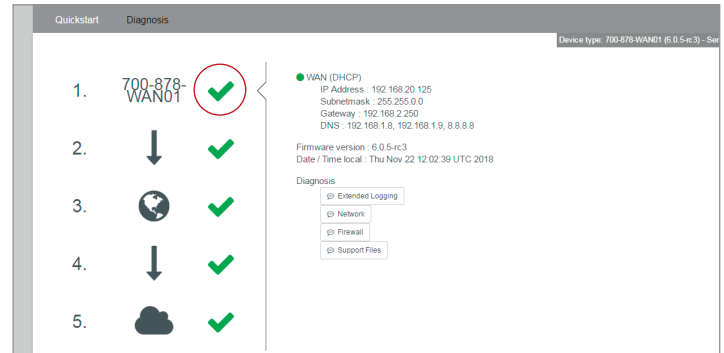 Quickstart Diagnosis
Device type: 700-878-WAN01 (6.0.5-rc3) - Ser
1. 700-878-
WAN01
2.
3.
4.
5.
WAN (DHCP)
IP Address : 192.168.20.125
Subnetmask : 255.255.0.0
Gateway : 192.168.2.250
DNS : 192.168.1.8, 192.168.1.9, 8.8.8.8
Firmware version : 6.0.5-rc3
Date / Time local : Thu Nov 22 12:02:39 UTC 2018
Diagnosis
Extended Logging
Network
Firewall
Support Files